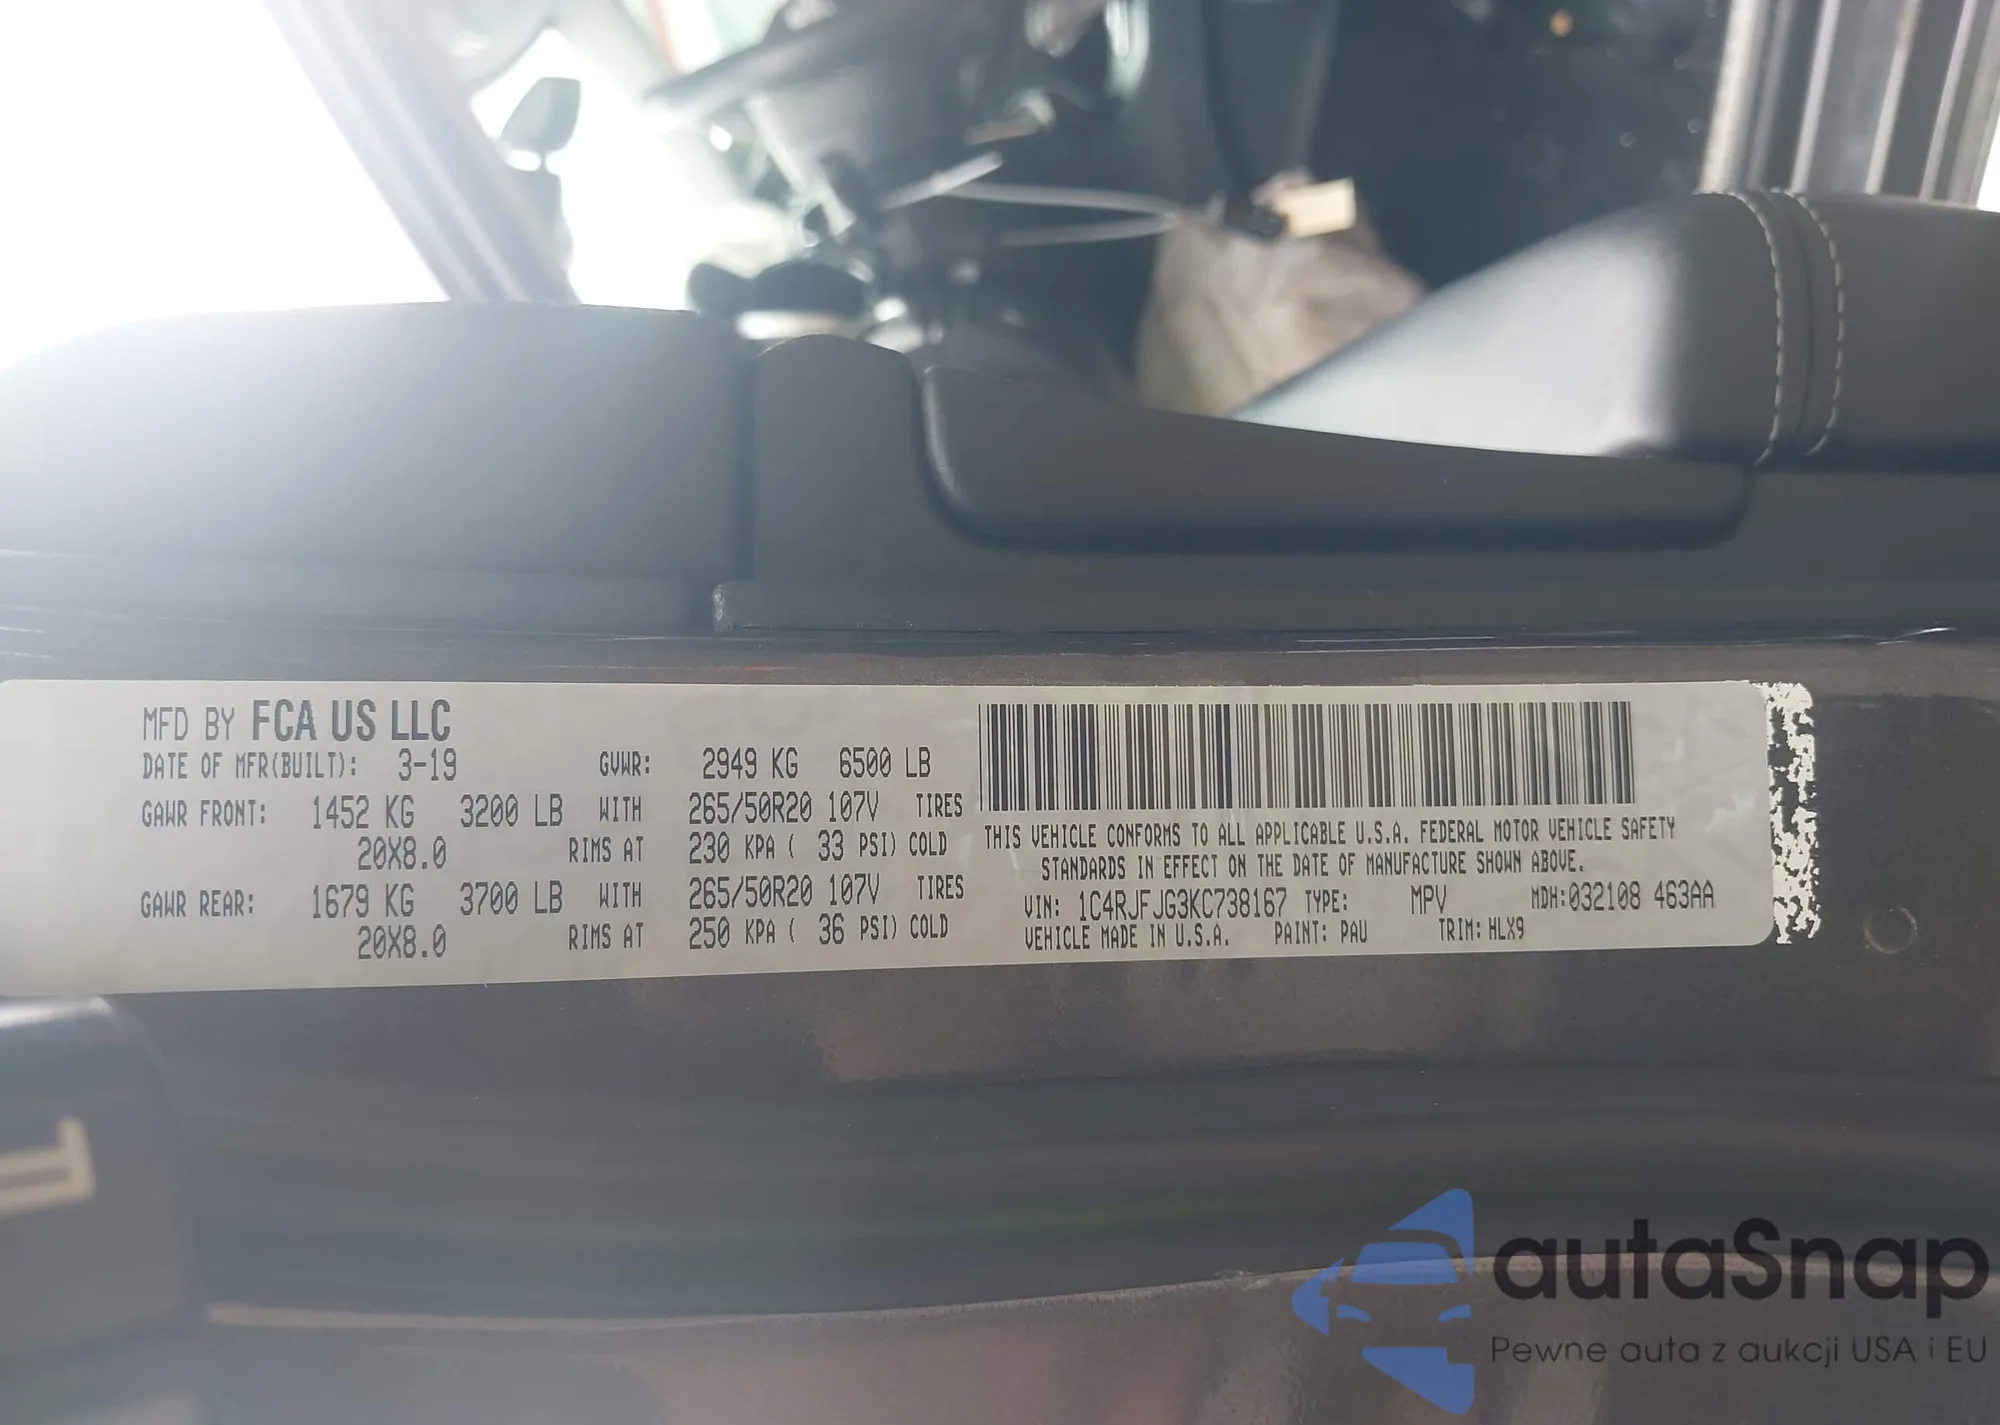 MFD BY FCA US LLC
DATE OF MFR(BUILT): 3-19 GVWR: 2949 KG 6500 LB
GAWR FRONT: 1452 KG 3200 LB WITH 265/50R20 107V TIRES
20X8.0 RIMS AT 230 KPA ( 33 PSI) COLD
GAWR REAR: 1679 KG 3700 LB WITH 265/50R20 107V TIRES
20X8.0 RIMS AT 250 KPA ( 36 PSI) COLD
THIS VEHICLE CONFORMS TO ALL APPLICABLE U.S.A. FEDERAL MOTOR VEHICLE SAFETY
STANDARDS IN EFFECT ON THE DATE OF MANUFACTURE SHOWN ABOVE.
VIN: 1C4RJFJG3KC738167 TYPE: MPV MDH:032108 463AA
VEHICLE MADE IN U.S.A. PAINT: PAU TRIM: HLX9
autaSnap
Pewne auta z aukcji USA i EU